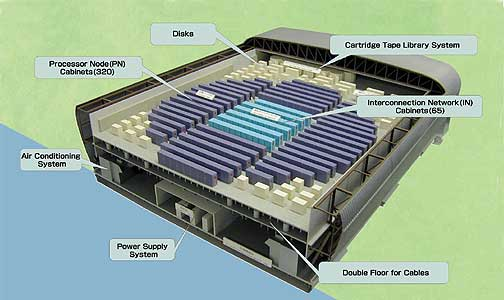 Disks
Cartridge Tape Library System
Processor Node(PN)
Cabinets(320)
Interconnection Network(IN)
Cabinets(65)
Air Conditioning
System
Power Supply
System
Double Floor for Cables